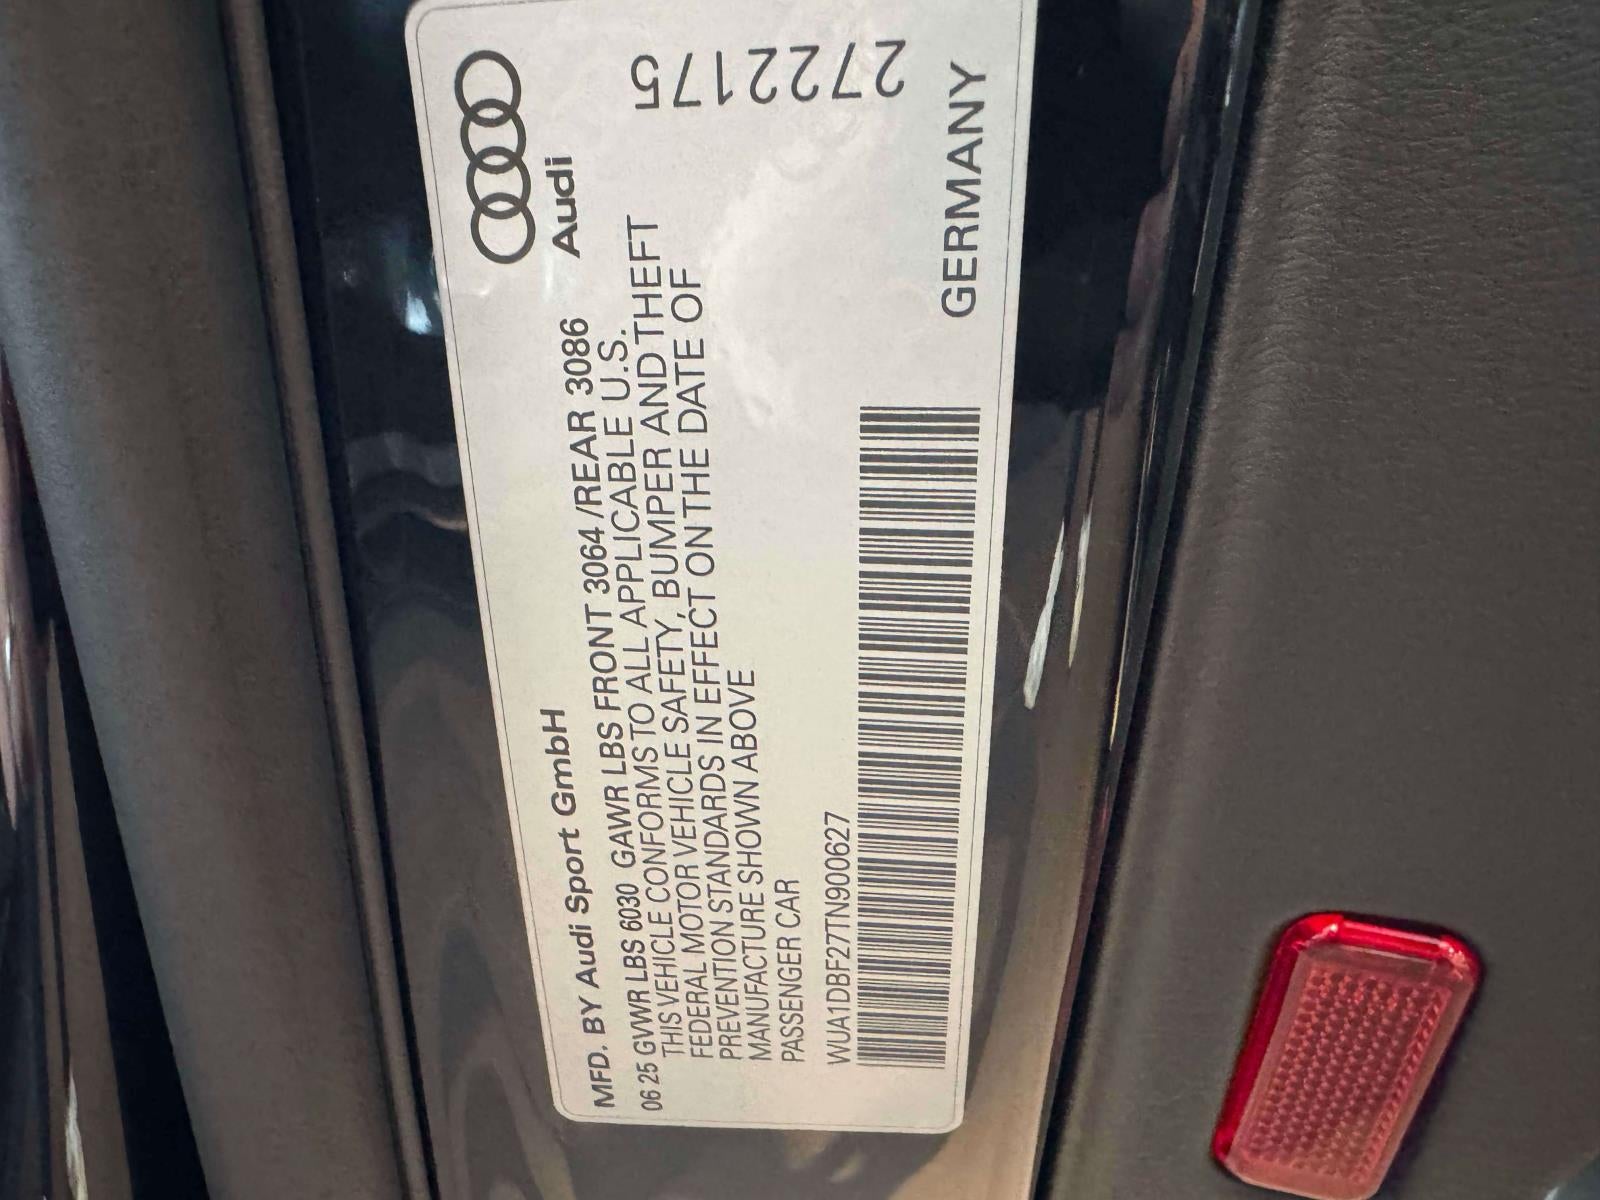 MFD. BY Audi Sport GmbH
Audi
06 25 GVWR LBS 6030 GAWR LBS FRONT 3064 /REAR 3086
THIS VEHICLE CONFORMS TO ALL APPLICABLE U.S.
FEDERAL MOTOR VEHICLE SAFETY, BUMPER AND THEFT
PREVENTION STANDARDS IN EFFECT ON THE DATE OF
MANUFACTURE SHOWN ABOVE
PASSENGER CAR
WUA1DBF27TN900627
2722175
GERMANY